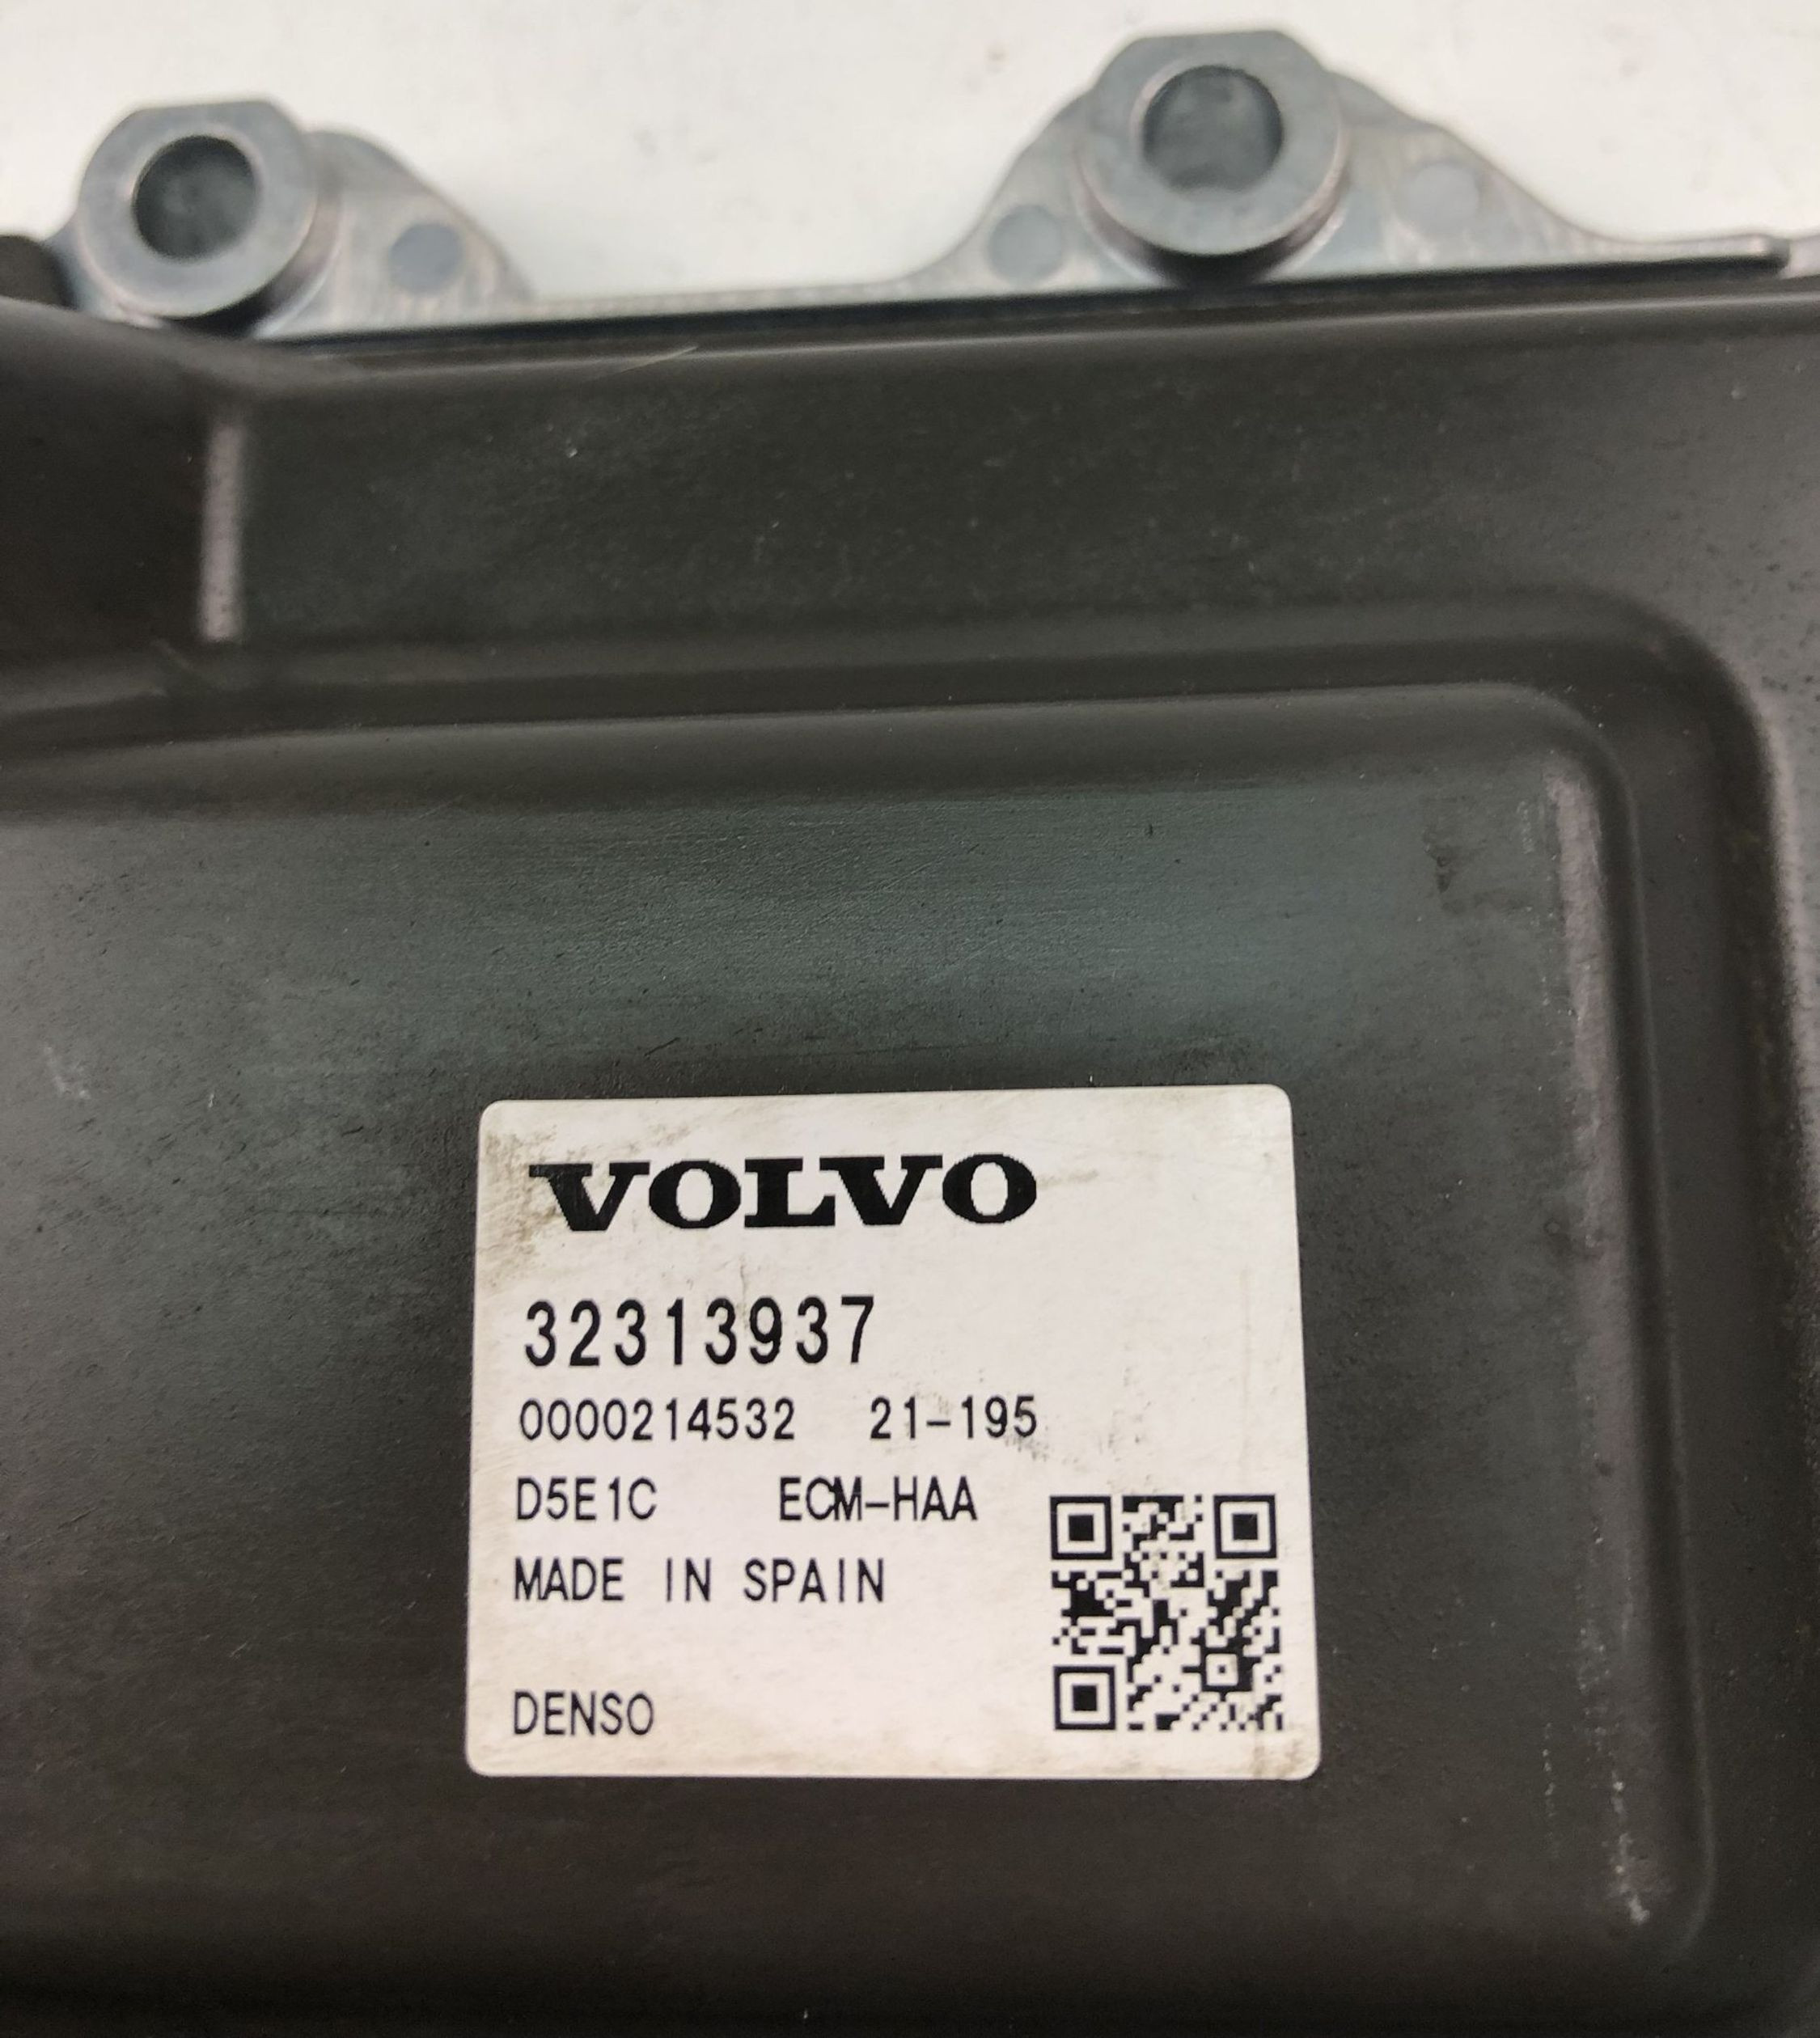 VOLVO
32313937
0000214532 21-195
D5E1C ECM-HAA
MADE IN SPAIN
DENSO